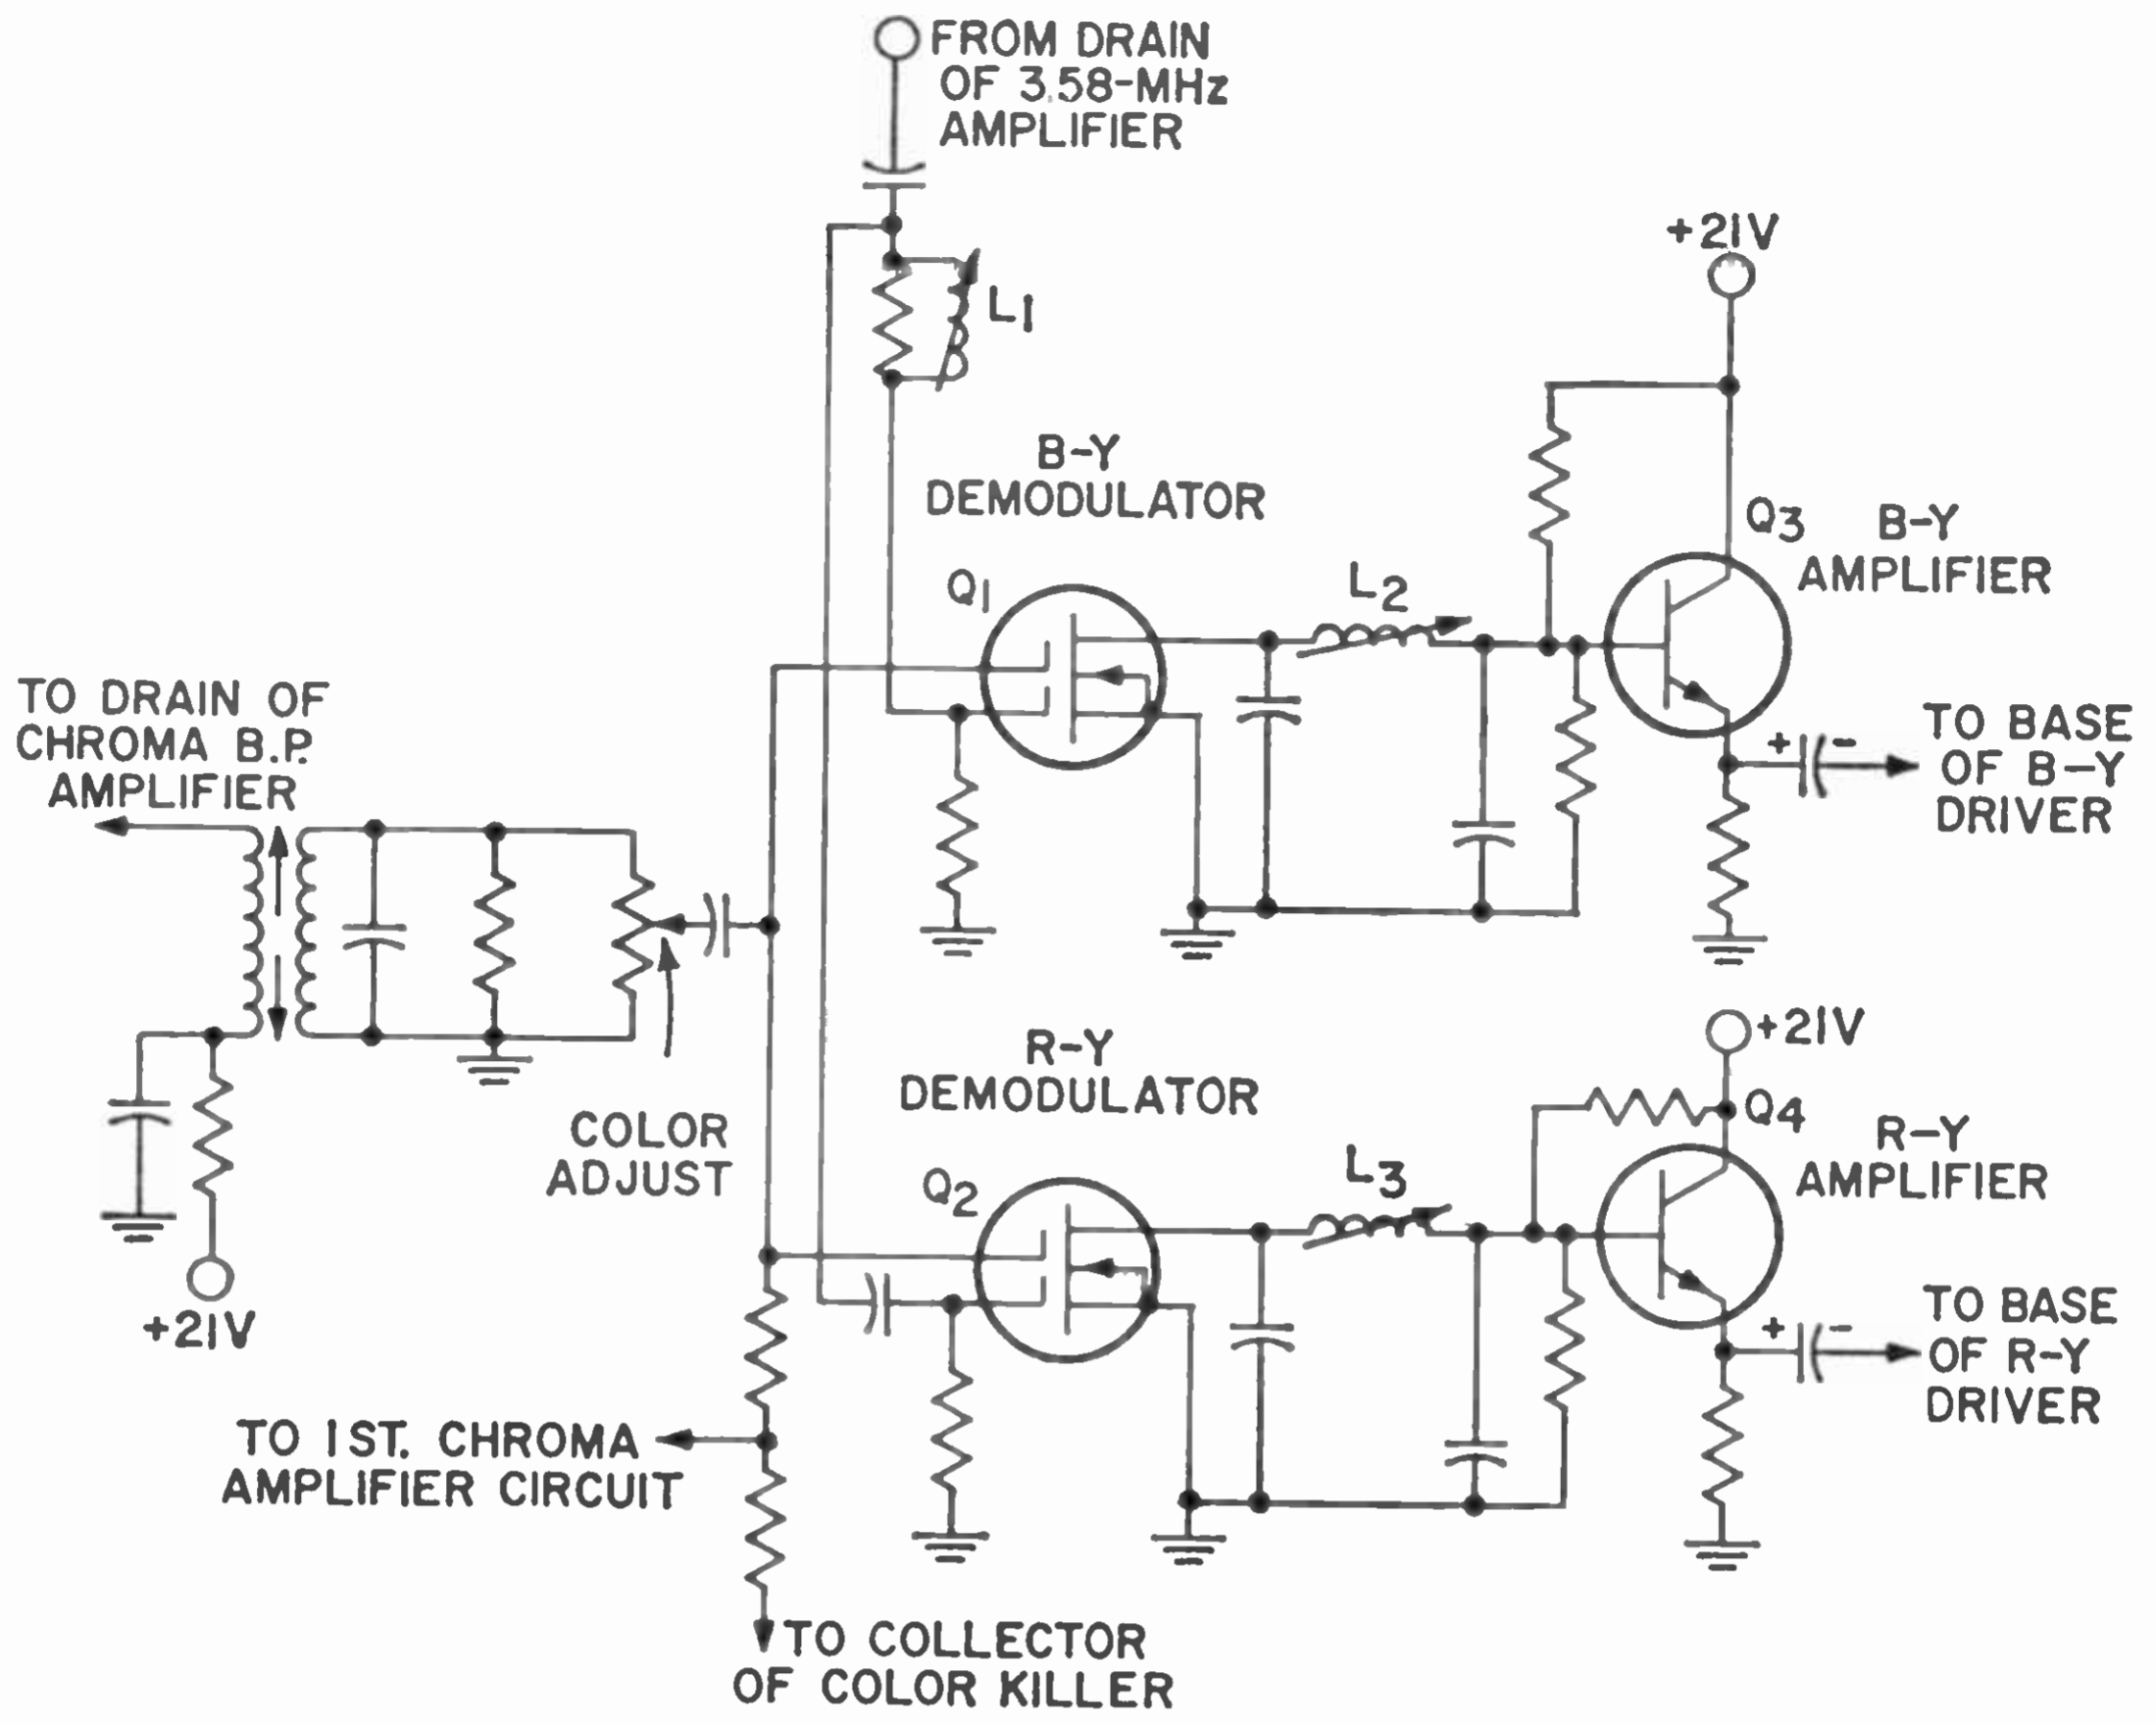 FROM DRAIN
OF 3.58-MHz
AMPLIFIER
L1
+21V
B-Y
DEMODULATOR
Q1
L2
Q3
B-Y
AMPLIFIER
TO DRAIN OF
CHROMA B.P.
AMPLIFIER
+
-
TO BASE
OF B-Y
DRIVER
+21V
COLOR
ADJUST
R-Y
DEMODULATOR
Q2
L3
+21V
Q4
R-Y
AMPLIFIER
+
-
TO BASE
OF R-Y
DRIVER
TO 1ST. CHROMA
AMPLIFIER CIRCUIT
TO COLLECTOR
OF COLOR KILLER